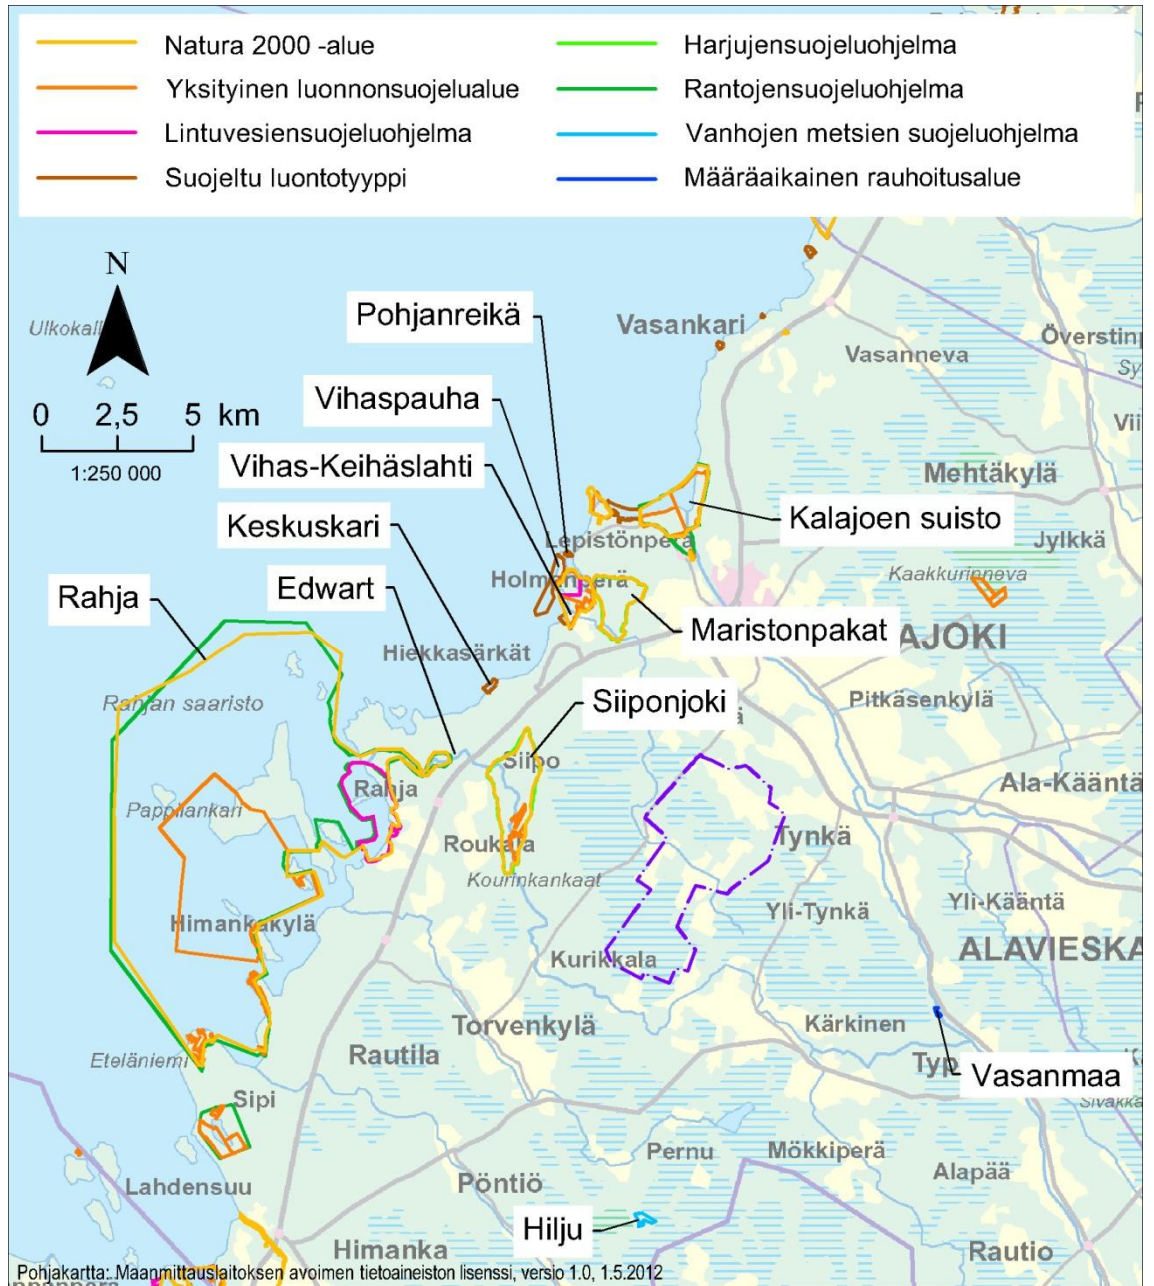 Natura 2000 -alue
Yksityinen luonnonsuojelualue
Lintuvesiensuojeluohjelma
Suojeltu luontotyyppi
Harjujensuojeluohjelma
Rantojensuojeluohjelma
Vanhojen metsien suojeluohjelma
Määräaikainen rauhoitusalue
N
0 2,5 5 km
1:250 000
Pohjanreikä
Vasankari
Vasanneva
Vihaspauha
Vihas-Keihäslahti
Mehtäkylä
Keskuskari
Kalajoen suisto
Lepistönperä
Jylkkä
Holmanperä
Kaakkurinneva
Edwart
Rahja
Maristonpakat
AJOKI
Hiekkasärkät
Rahjan saaristo
Siiponjoki
Pitkäsenkylä
Siipo
Ala-Kääntä
Rahja
Pappilankari
Roukala
Tynkä
Kourinkankaat
Yli-Tynkä
Yli-Kääntä
Himankakylä
Kurikkala
ALAVIESKA
Torvenkylä
Kärkinen
Rautila
Eteläniemi
Typ
Vasanmaa
Sipi
Pernu
Mökkiperä
Alapää
Lahdensuu
Pöntiö
Hilju
Himanka
Rautio
Pohjakartta: Maanmittauslaitoksen avoimen tietoaineiston lisenssi, versio 1.0, 1.5.2012